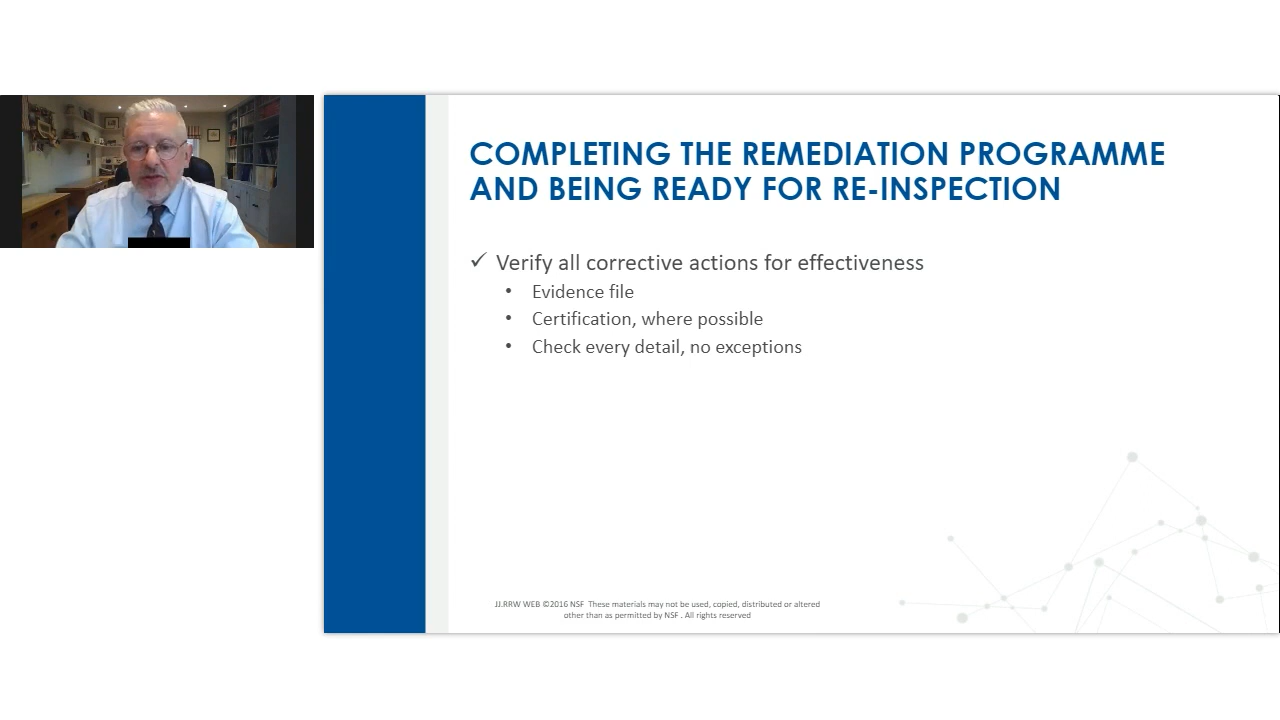 COMPLETING THE REMEDIATION PROGRAMME
AND BEING READY FOR RE-INSPECTION
✓ Verify all corrective actions for effectiveness
• Evidence file
• Certification, where possible
• Check every detail, no exceptions
JJ.RRW WEB ©2016 NSF These materials may not be used, copied, distributed or altered
other than as permitted by NSF . All rights reserved